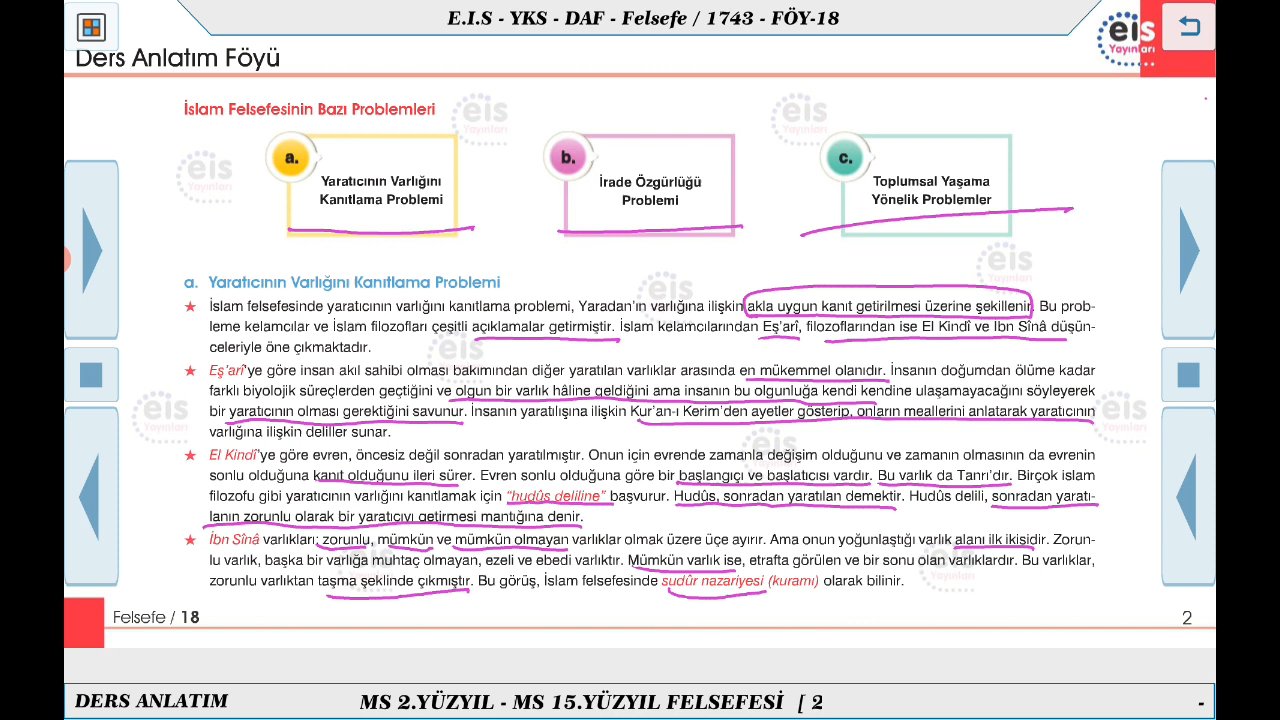 E.I.S - YKS - DAF - Felsefe / 1743 - FÖY-18
eis
Yayınları
Ders Anlatım Föyü
İslam Felsefesinin Bazı Problemleri
a.
Yaratıcının Varlığını
Kanıtlama Problemi
b.
İrade Özgürlüğü
Problemi
c.
Toplumsal Yaşama
Yönelik Problemler
a. Yaratıcının Varlığını Kanıtlama Problemi
★ İslam felsefesinde yaratıcının varlığını kanıtlama problemi, Yaradan'ın varlığına ilişkin akla uygun kanıt getirilmesi üzerine şekillenir. Bu prob-
leme kelamcılar ve İslam filozofları çeşitli açıklamalar getirmiştir. İslam kelamcılarından Eş'arî, filozoflarından ise El Kindî ve Ibn Sînâ düşün-
celeriyle öne çıkmaktadır.
★ Eş'arî'ye göre insan akıl sahibi olması bakımından diğer yaratılan varlıklar arasında en mükemmel olanıdır. İnsanın doğumdan ölüme kadar
farklı biyolojik süreçlerden geçtiğini ve olgun bir varlık hâline geldiğini ama insanın bu olgunluğa kendi kendine ulaşamayacağını söyleyerek
bir yaratıcının olması gerektiğini savunur. İnsanın yaratılışına ilişkin Kur'an-ı Kerim'den ayetler gösterip, onların meallerini anlatarak yaratıcının
varlığına ilişkin deliller sunar.
★ El Kindî'ye göre evren, öncesiz değil sonradan yaratılmıştır. Onun için evrende zamanla değişim olduğunu ve zamanın olmasının da evrenin
sonlu olduğuna kanıt olduğunu ileri sürer. Evren sonlu olduğuna göre bir başlangıçı ve başlatıcısı vardır. Bu varlık da Tanrı'dır. Birçok islam
filozofu gibi yaratıcının varlığını kanıtlamak için "hudûs deliline" başvurur. Hudûs, sonradan yaratılan demektir. Hudûs delili, sonradan yaratı-
lanın zorunlu olarak bir yaratıcıyı getirmesi mantığına denir.
★ İbn Sînâ varlıkları; zorunlu, mümkün ve mümkün olmayan varlıklar olmak üzere üçe ayırır. Ama onun yoğunlaştığı varlık alanı ilk ikisidir. Zorun-
lu varlık, başka bir varlığa muhtaç olmayan, ezeli ve ebedi varlıktır. Mümkün varlık ise, etrafta görülen ve bir sonu olan varlıklardır. Bu varlıklar,
zorunlu varlıktan taşma şeklinde çıkmıştır. Bu görüş, İslam felsefesinde sudûr nazariyesi (kuramı) olarak bilinir.
Felsefe / 18
2
DERS ANLATIM
MS 2.YÜZYIL - MS 15.YÜZYIL FELSEFESİ [ 2
-